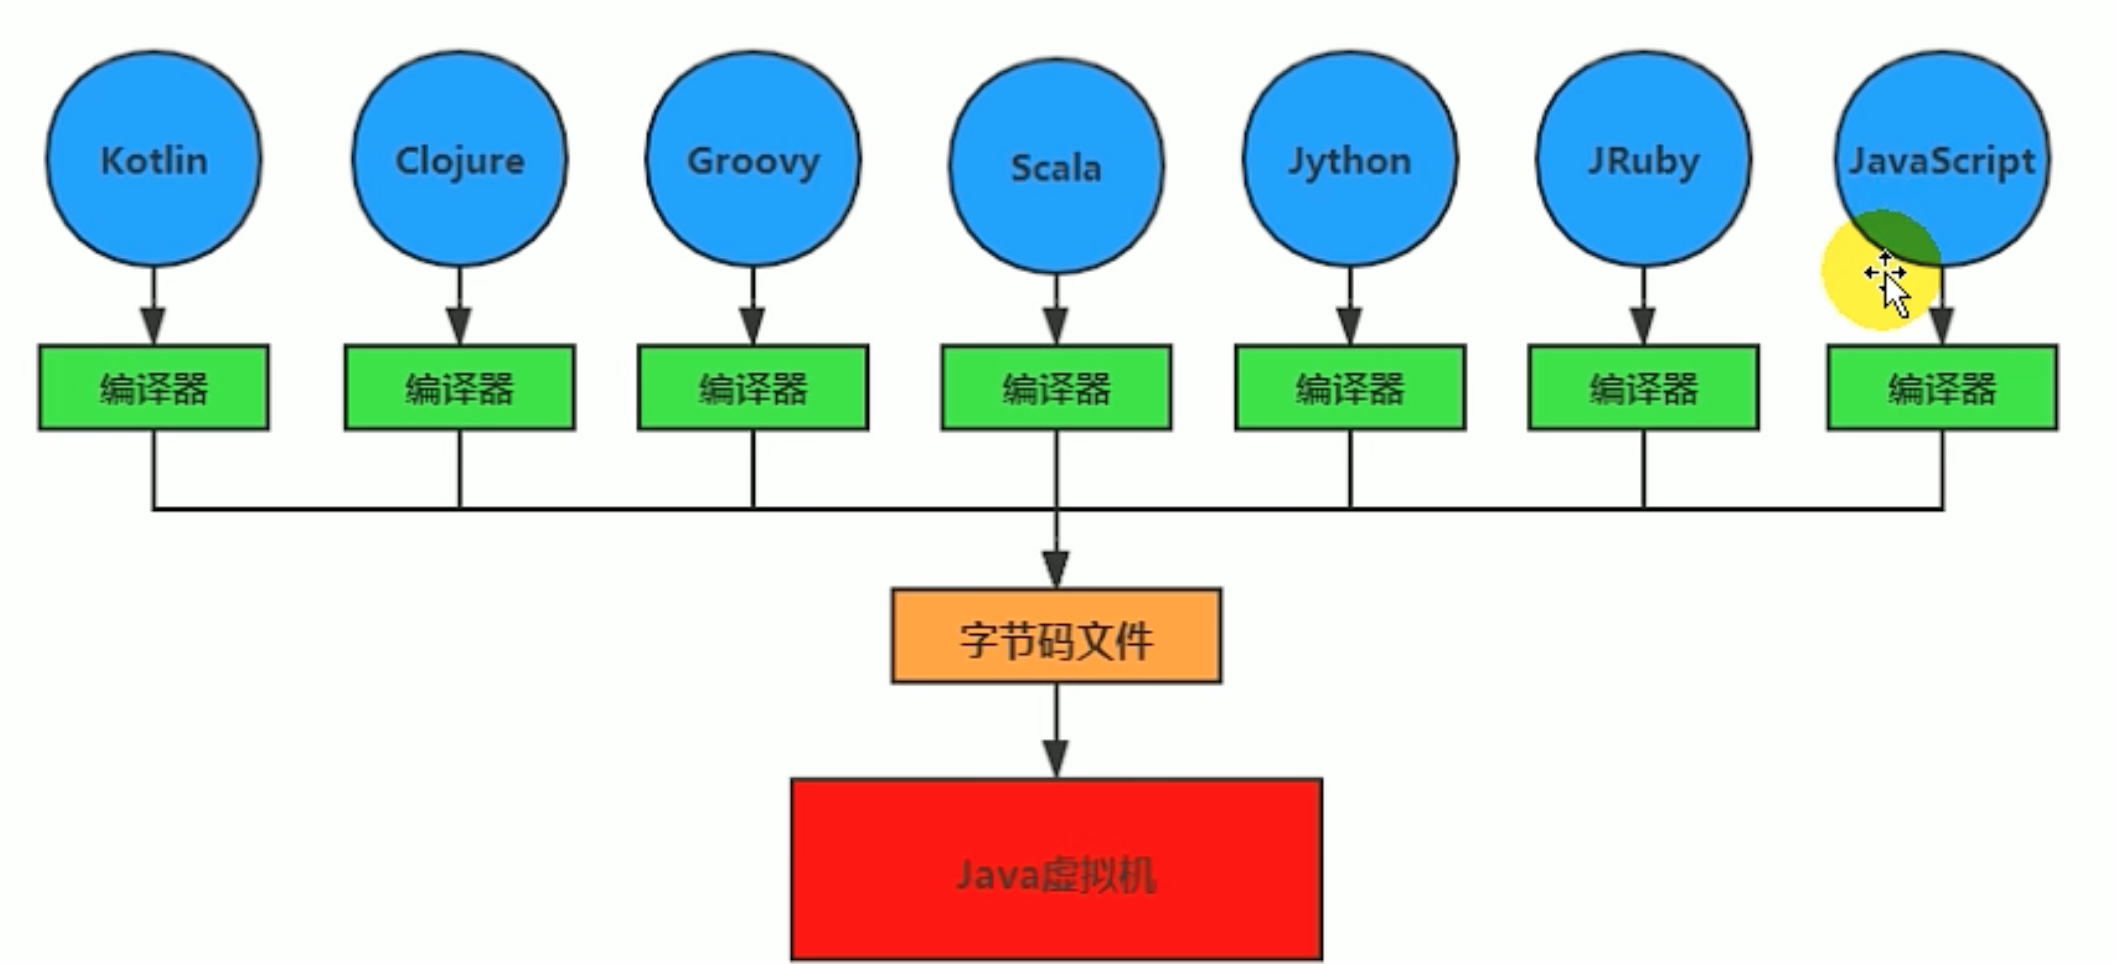 Kotlin
Clojure
Groovy
Scala
Jython
JRuby
JavaScript
编译器
编译器
编译器
编译器
编译器
编译器
编译器
字节码文件
Java虚拟机